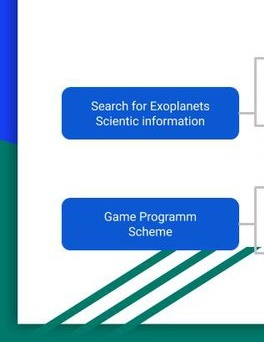 Search for Exoplanets
Scientic information
Game Programm
Scheme